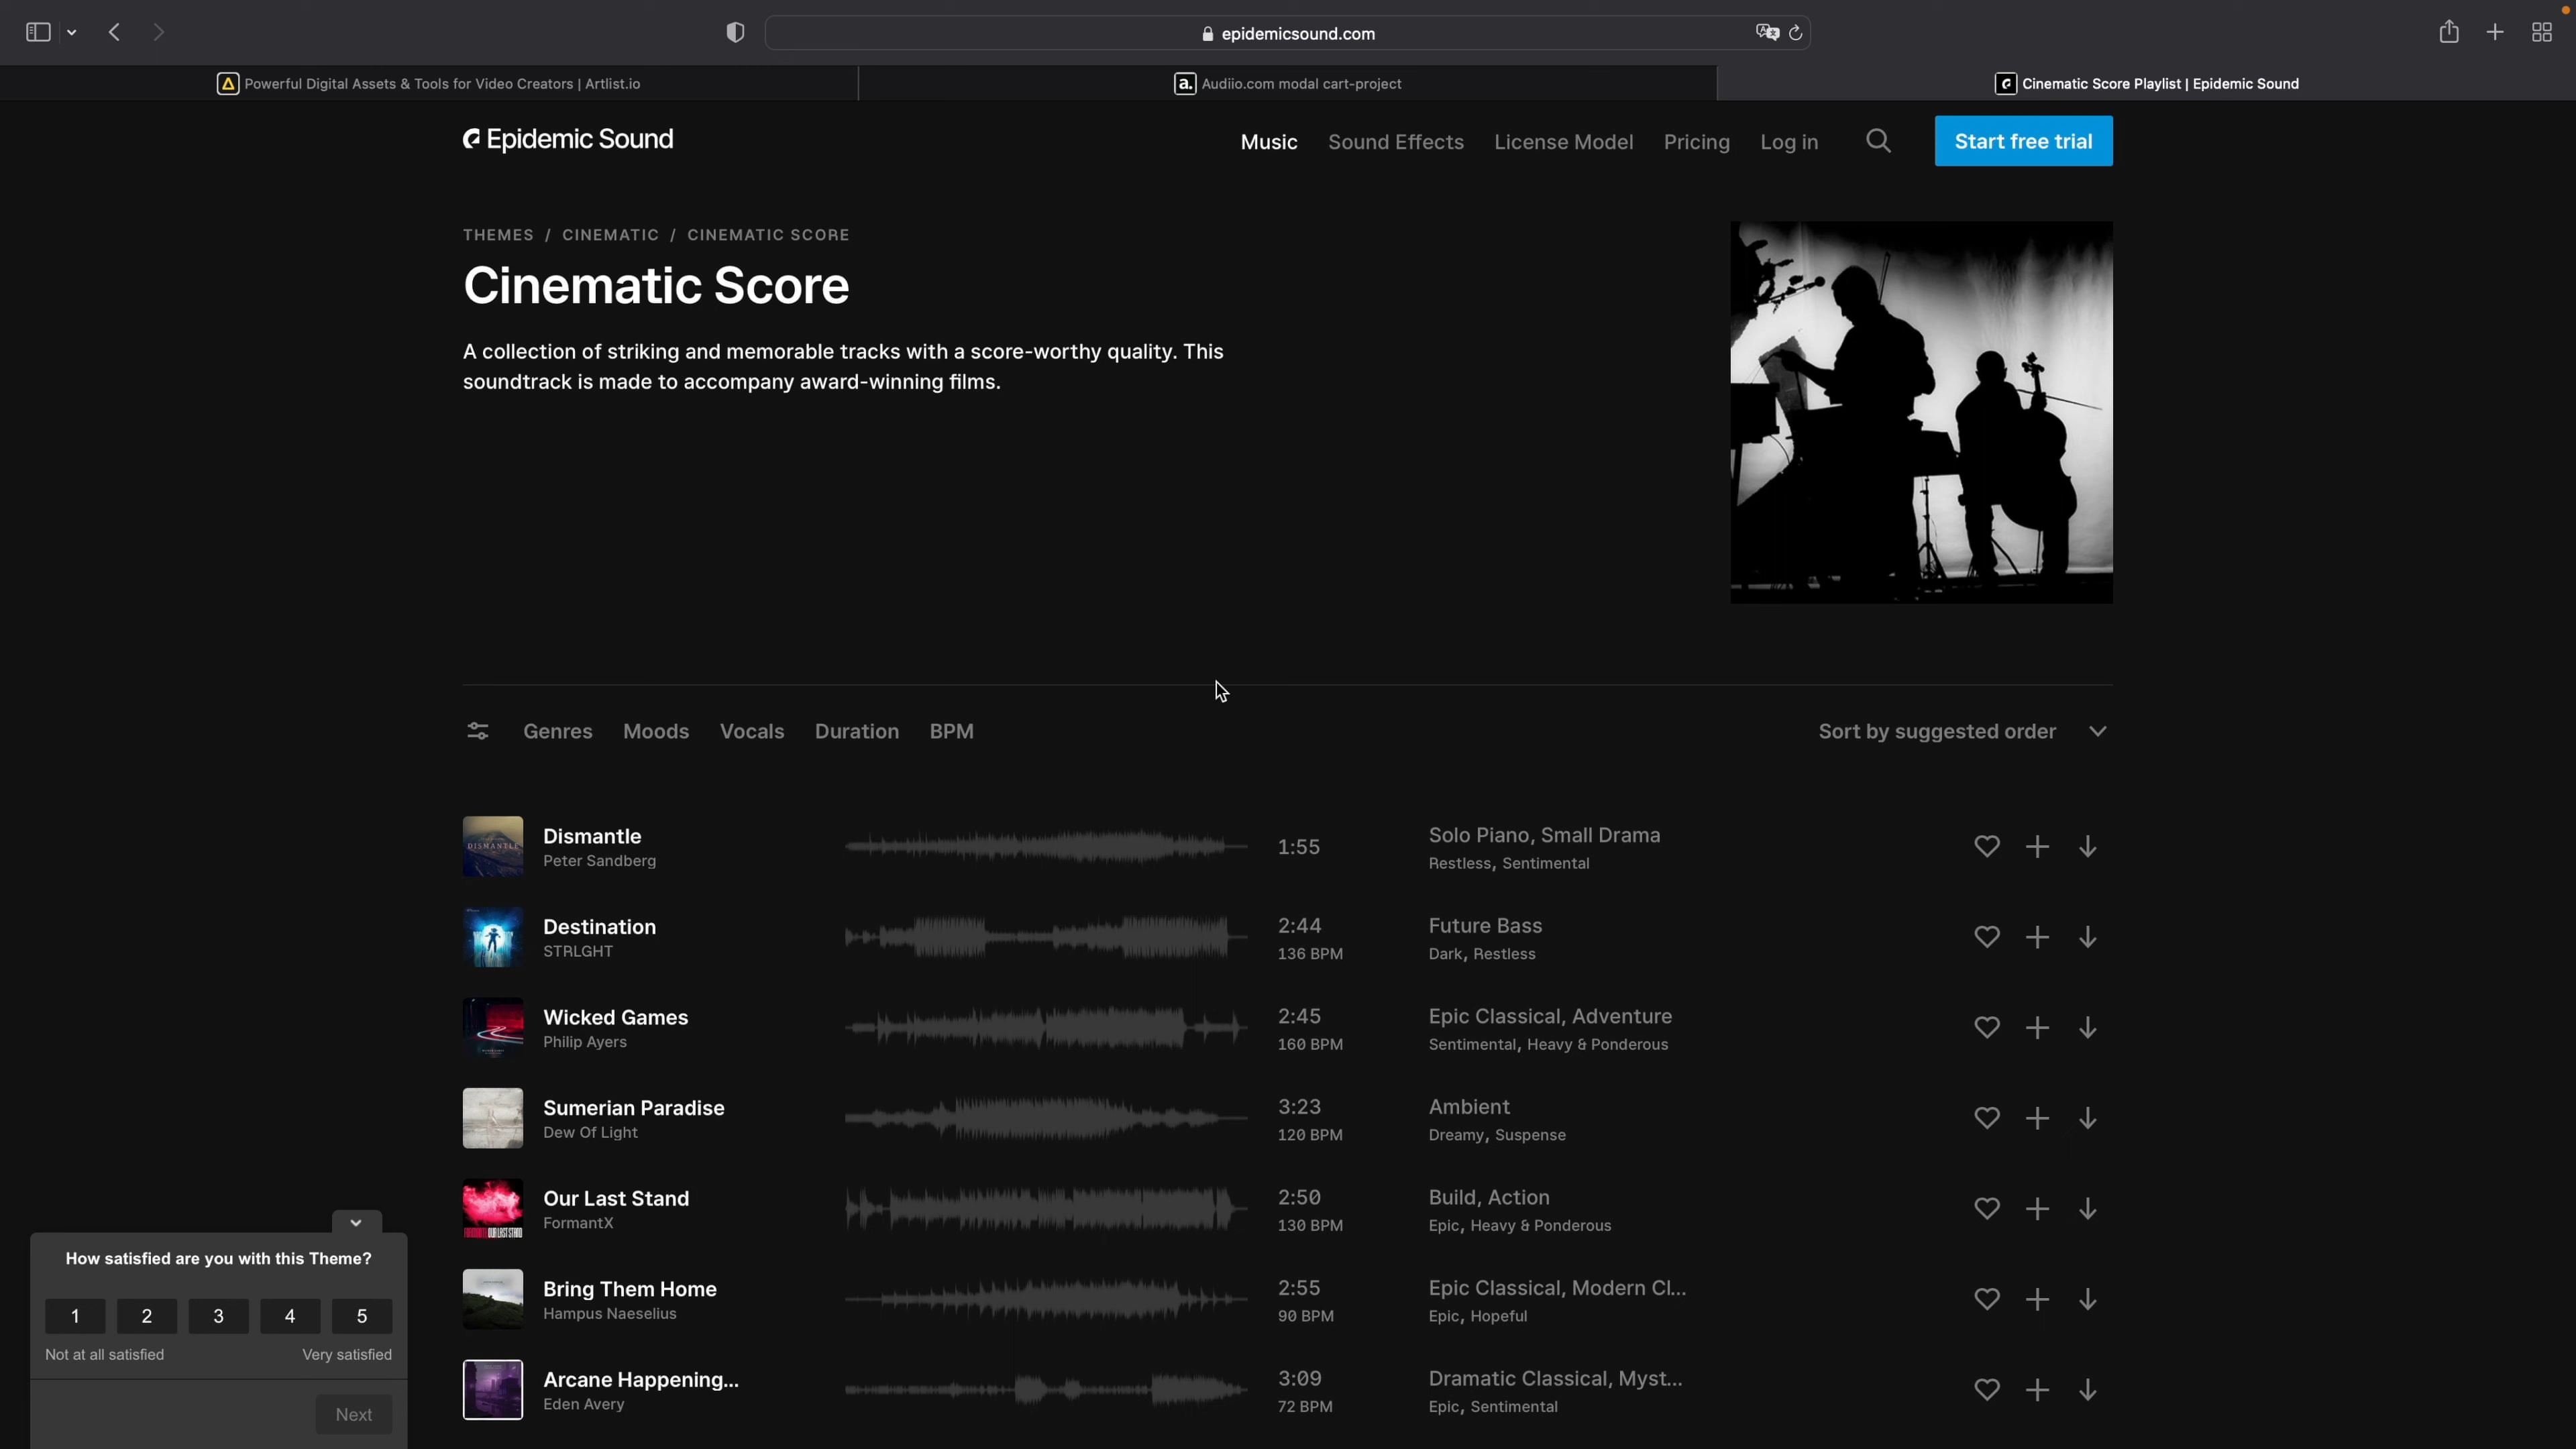 epidemicsound.com
Powerful Digital Assets & Tools for Video Creators | Artlist.io
a. Audiio.com modal cart-project
Cinematic Score Playlist | Epidemic Sound
Epidemic Sound
Music Sound Effects License Model Pricing Log in Start free trial
THEMES / CINEMATIC / CINEMATIC SCORE
Cinematic Score
A collection of striking and memorable tracks with a score-worthy quality. This
soundtrack is made to accompany award-winning films.
Genres Moods Vocals Duration BPM Sort by suggested order
DISMANTLE
Dismantle 1:55 Solo Piano, Small Drama
Peter Sandberg Restless, Sentimental
Destination 2:44 Future Bass
STRLGHT 136 BPM Dark, Restless
Wicked Games 2:45 Epic Classical, Adventure
Philip Ayers 160 BPM Sentimental, Heavy & Ponderous
Sumerian Paradise 3:23 Ambient
Dew Of Light 120 BPM Dreamy, Suspense
Our Last Stand 2:50 Build, Action
FormantX 130 BPM Epic, Heavy & Ponderous
Bring Them Home 2:55 Epic Classical, Modern Cl...
Hampus Naeselius 90 BPM Epic, Hopeful
Arcane Happening... 3:09 Dramatic Classical, Myst...
Eden Avery 72 BPM Epic, Sentimental
How satisfied are you with this Theme?
1 2 3 4 5
Not at all satisfied Very satisfied
Next